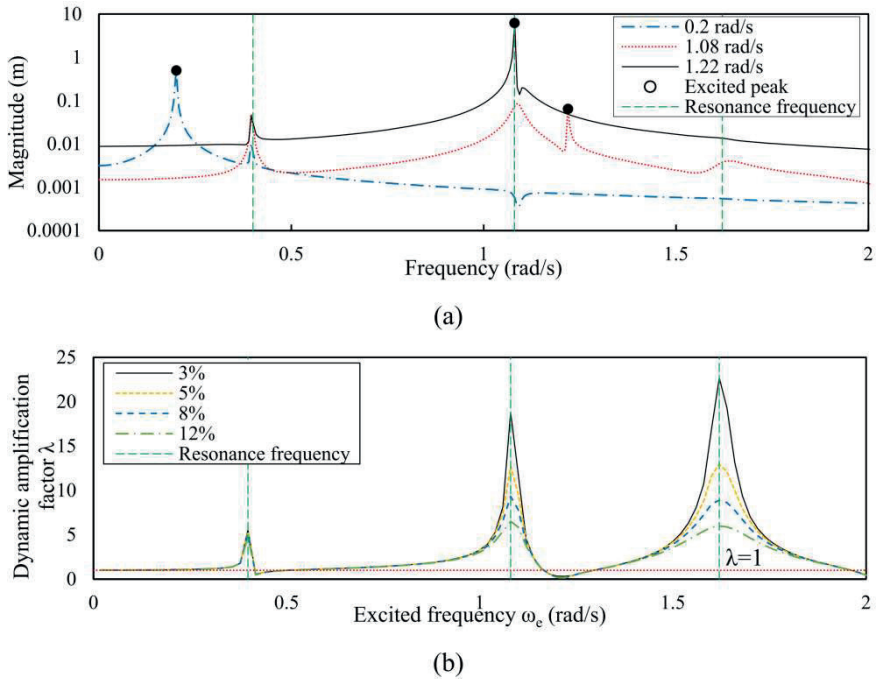 10
1
0.1
0.01
0.001
0.0001
Magnitude (m)
0.2 rad/s
1.08 rad/s
1.22 rad/s
Excited peak
Resonance frequency
0 0.5 1 1.5 2
Frequency (rad/s)
(a)
25
20
15
10
5
0
Dynamic amplification
factor λ
3%
5%
8%
12%
Resonance frequency
λ=1
0 0.5 1 1.5 2
Excited frequency ωe (rad/s)
(b)